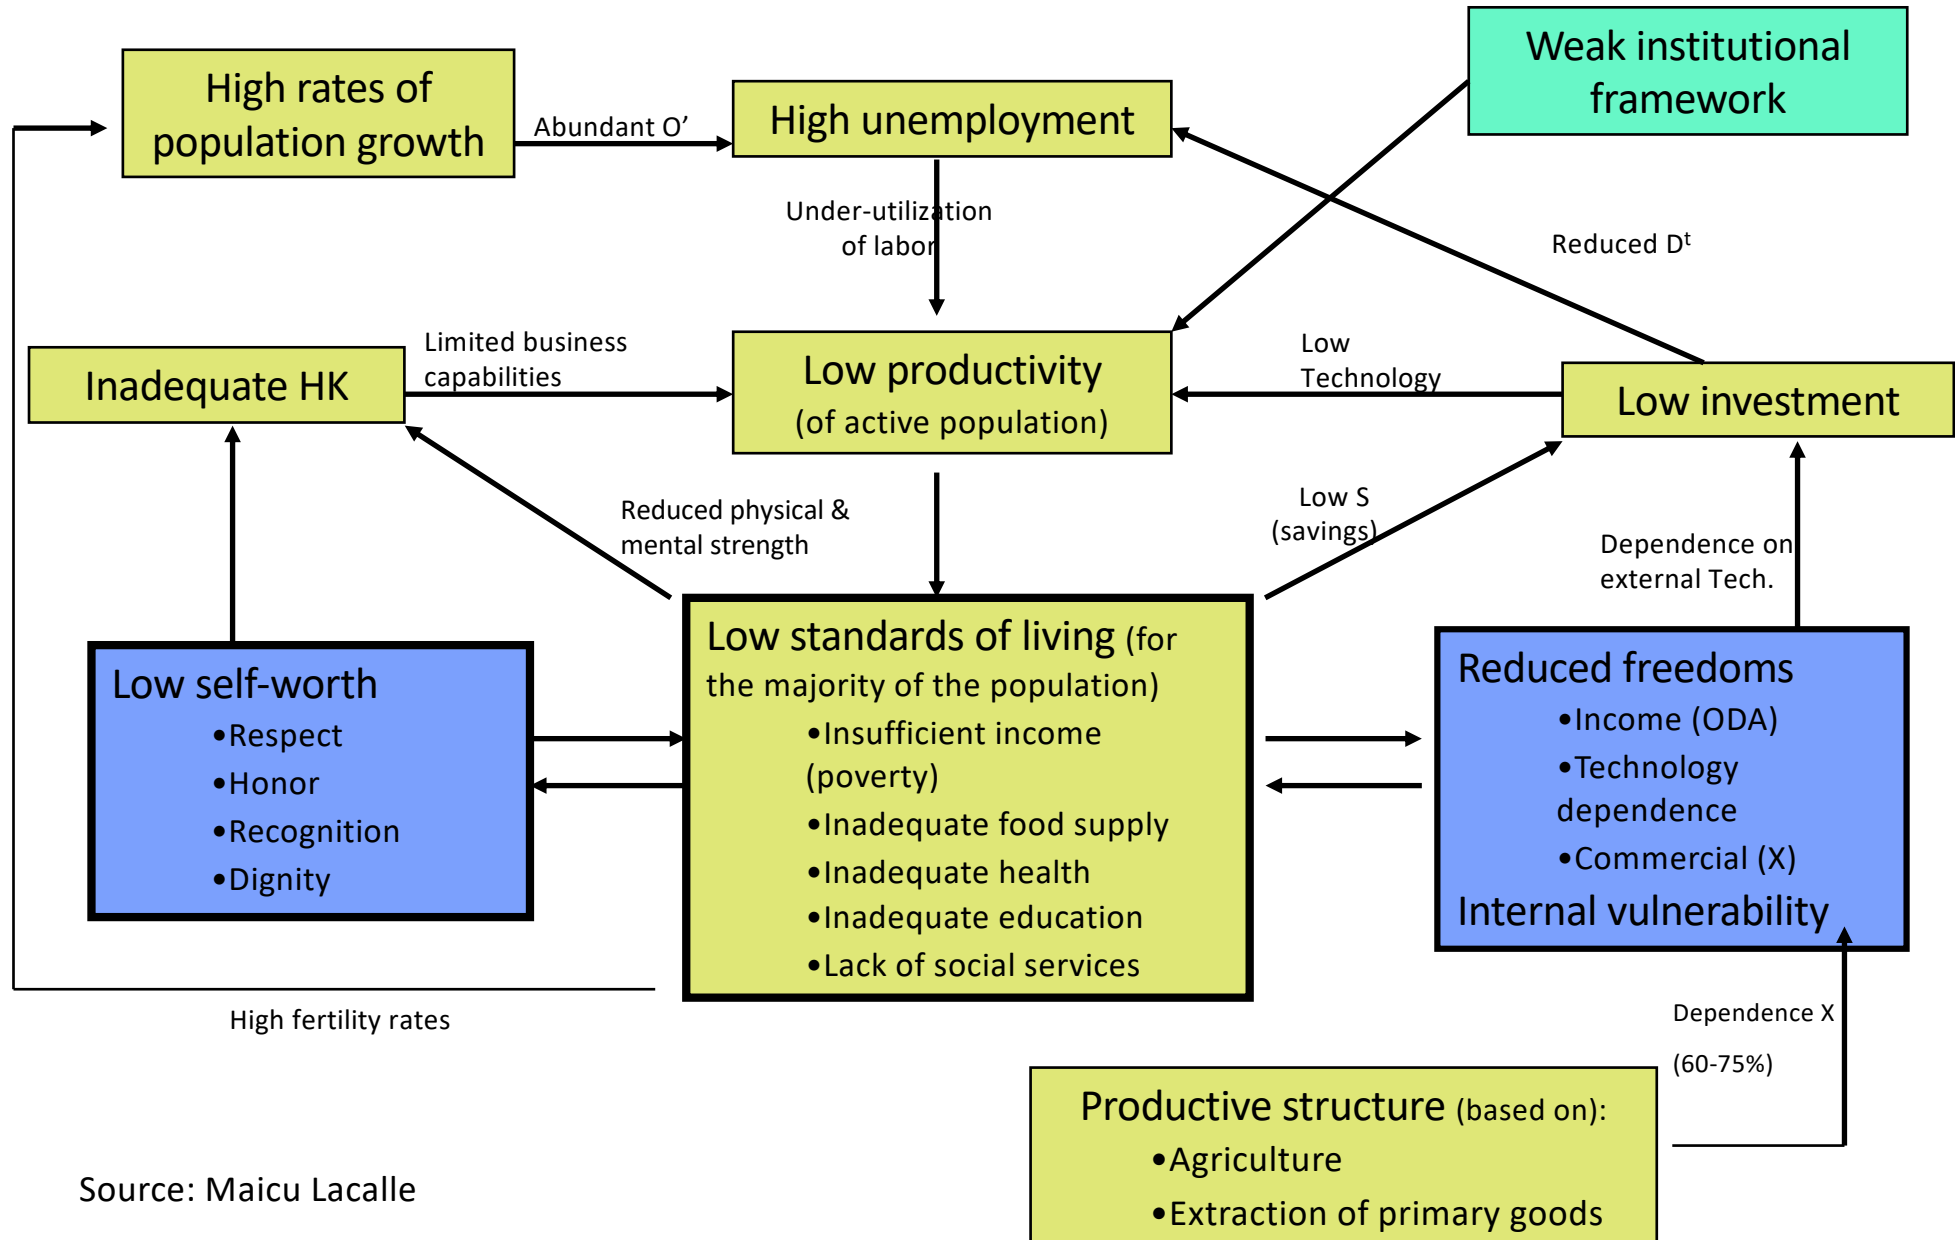 High rates of
population growth
Abundant O’
High unemployment
Weak institutional
framework
Under-utilization
of labor
Reduced Dᵗ
Inadequate HK
Limited business
capabilities
Low productivity
(of active population)
Low
Technology
Low investment
Reduced physical &
mental strength
Low S
(savings)
Dependence on
external Tech.
Low self-worth
•Respect
•Honor
•Recognition
•Dignity
Low standards of living (for
the majority of the population)
•Insufficient income
(poverty)
•Inadequate food supply
•Inadequate health
•Inadequate education
•Lack of social services
Reduced freedoms
•Income (ODA)
•Technology
dependence
•Commercial (X)
Internal vulnerability
High fertility rates
Dependence X
(60-75%)
Productive structure (based on):
•Agriculture
•Extraction of primary goods
Source: Maicu Lacalle